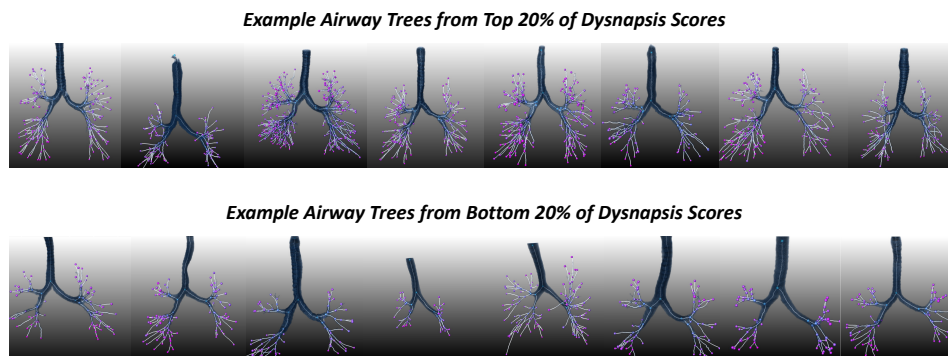 Example Airway Trees from Top 20% of Dysnapsis Scores
Example Airway Trees from Bottom 20% of Dysnapsis Scores